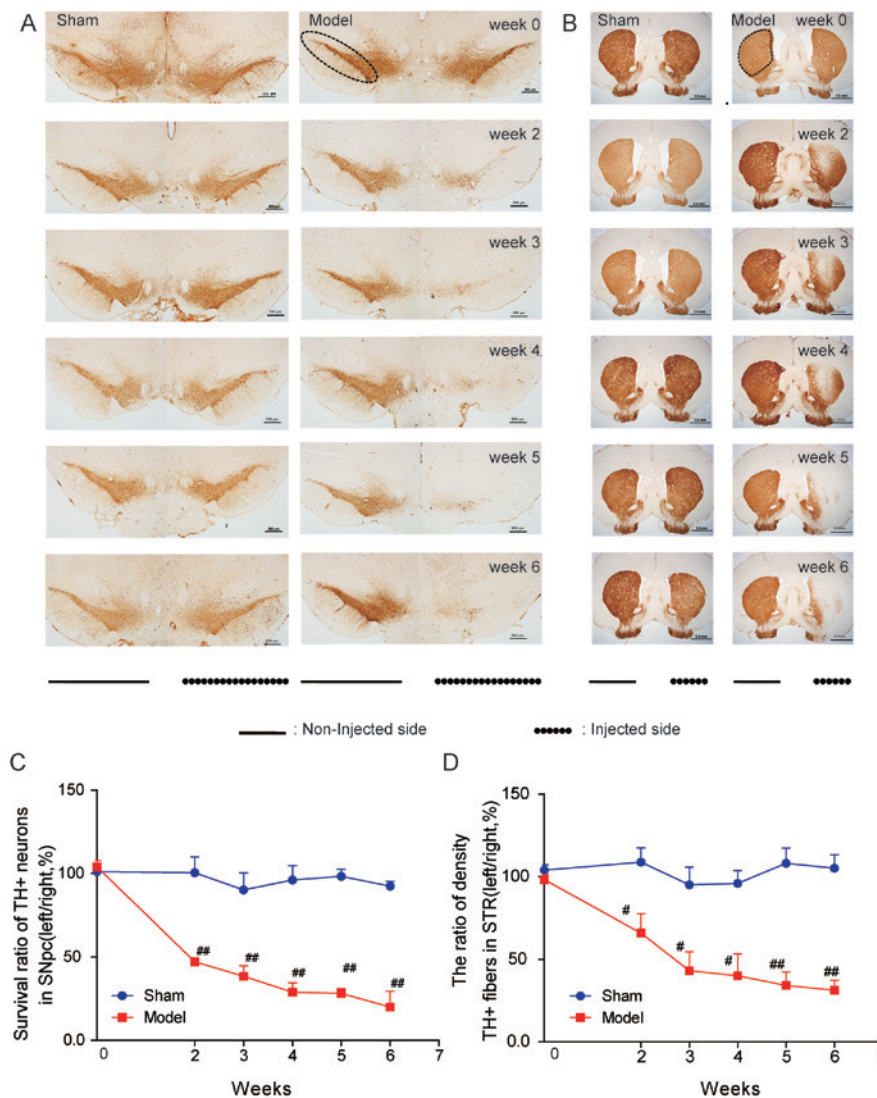 A Sham Model week 0
B Sham Model week 0
week 2
week 2
week 3
week 3
week 4
week 4
week 5
week 5
week 6
week 6
: Non-Injected side : Injected side
C
Survival ratio of TH+ neurons
in SNpc(left/right,%)
150
100
50
0.0
## ## ## ## ##
Sham
Model
0 2 3 4 5 6 7
Weeks
D
The ratio of density
TH+ fibers in STR(left/right,%)
150
100
50
0.0
# # # ## ##
Sham
Model
0 2 3 4 5 6
Weeks